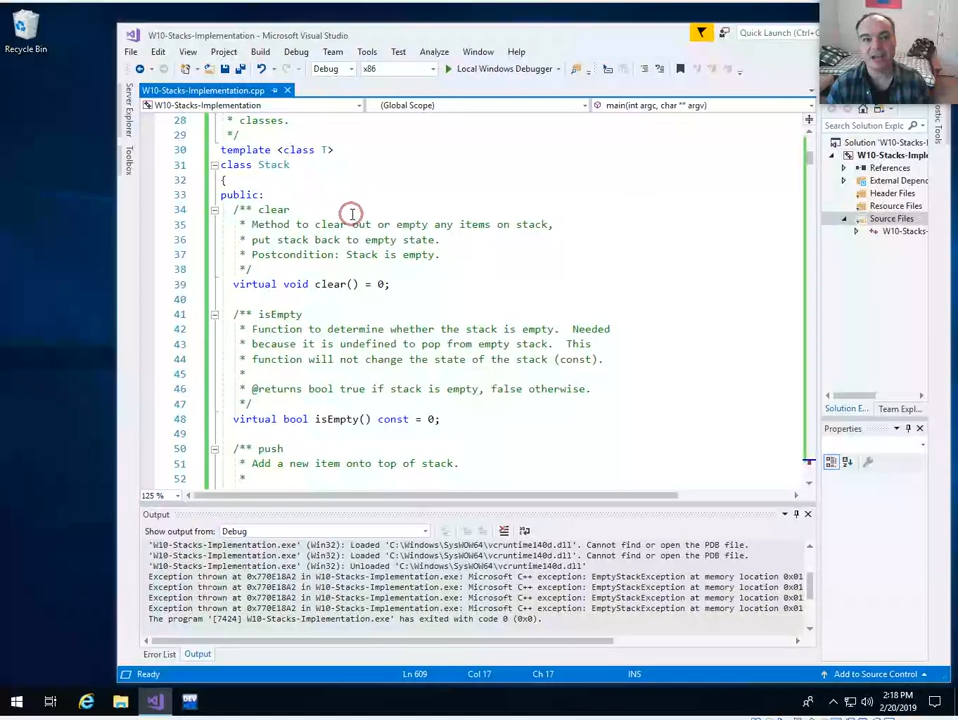 Recycle Bin
W10-Stacks-Implementation - Microsoft Visual Studio
Quick Launch (Ctrl
File Edit View Project Build Debug Team Tools Test Analyze Window Help
Debug x86 Local Windows Debugger
W10-Stacks-Implementation.cpp
W10-Stacks-Implementation (Global Scope) main(int argc, char ** argv)
Server Explorer
Toolbox
28 * classes.
29 */
30 template <class T>
31 class Stack
32 {
33 public:
34 /** clear
35 * Method to clear out or empty any items on stack,
36 * put stack back to empty state.
37 * Postcondition: Stack is empty.
38 */
39 virtual void clear() = 0;
40
41 /** isEmpty
42 * Function to determine whether the stack is empty.  Needed
43 * because it is undefined to pop from empty stack.  This
44 * function will not change the state of the stack (const).
45 *
46 * @returns bool true if stack is empty, false otherwise.
47 */
48 virtual bool isEmpty() const = 0;
49
50 /** push
51 * Add a new item onto top of stack.
52 *
125 %
Search Solution Explc
Solution 'W10-Stacks-
W10-Stacks-Imple
References
External Depend
Header Files
Resource Files
Source Files
W10-Stacks-
Solution E... Team Expl...
Properties
Output
Show output from: Debug
'W10-Stacks-Implementation.exe' (Win32): Loaded 'C:\Windows\SysWOW64\vcruntime140d.dll'. Cannot find or open the PDB file.
'W10-Stacks-Implementation.exe' (Win32): Loaded 'C:\Windows\SysWOW64\vcruntime140d.dll'. Cannot find or open the PDB file.
'W10-Stacks-Implementation.exe' (Win32): Unloaded 'C:\Windows\SysWOW64\vcruntime140d.dll'
Exception thrown at 0x770E18A2 in W10-Stacks-Implementation.exe: Microsoft C++ exception: EmptyStackException at memory location 0x01
Exception thrown at 0x770E18A2 in W10-Stacks-Implementation.exe: Microsoft C++ exception: EmptyStackException at memory location 0x01
Exception thrown at 0x770E18A2 in W10-Stacks-Implementation.exe: Microsoft C++ exception: EmptyStackException at memory location 0x01
Exception thrown at 0x770E18A2 in W10-Stacks-Implementation.exe: Microsoft C++ exception: EmptyStackException at memory location 0x01
The program '[7424] W10-Stacks-Implementation.exe' has exited with code 0 (0x0).
Error List Output
Ready Ln 609 Col 17 Ch 17 INS Add to Source Control
DEV
2:18 PM
2/20/2019